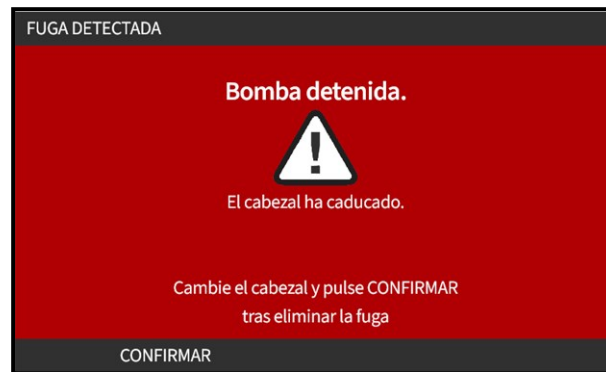 FUGA DETECTADA
Bomba detenida.
!
El cabezal ha caducado.
Cambie el cabezal y pulse CONFIRMAR
tras eliminar la fuga
CONFIRMAR